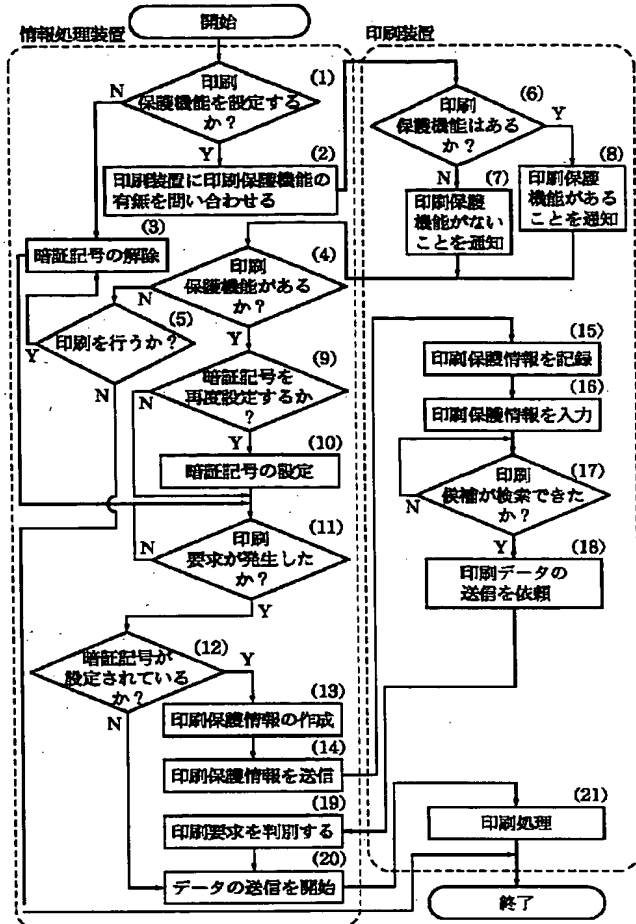 開始
情報処理装置
印刷装置
(1)
印刷
保護機能を設定する
か?
N
Y
(2)
印刷装置に印刷保護機能の
有無を問い合わせる
(3)
暗証記号の解除
(4)
印刷
保護機能があるか
か?
N
Y
(5)
印刷を行うか?
Y
N
(6)
印刷
保護機能はある
か?
Y
N
(7)
印刷保護
機能がない
ことを通知
(8)
印刷保護
機能がある
ことを通知
(9)
暗証記号を
再度設定するか
?
N
Y
(10)
暗証記号の設定
(11)
印刷
要求が発生した
か?
N
Y
(12)
暗証記号が
設定されている
か?
Y
N
(13)
印刷保護情報の作成
(14)
印刷保護情報を送信
(15)
印刷保護情報を記録
(16)
印刷保護情報を入力
(17)
印刷
候補が検索できた
か?
N
Y
(18)
印刷データの
送信を依頼
(19)
印刷要求を判別する
(20)
データの送信を開始
(21)
印刷処理
終了